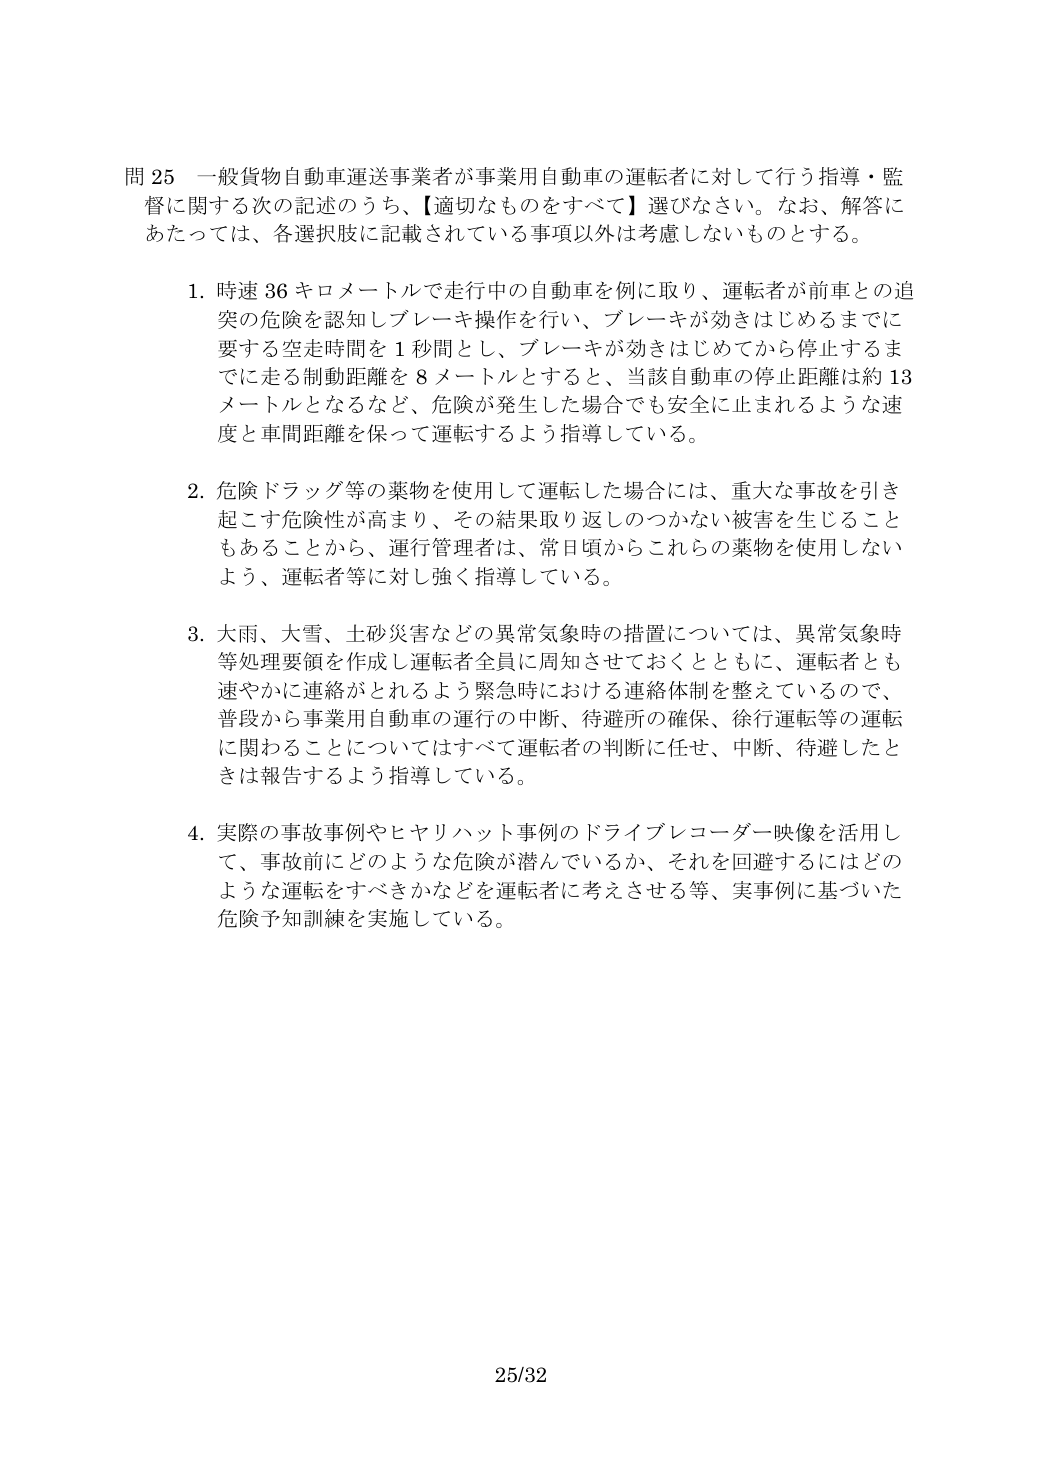 問 25　一般貨物自動車運送事業者が事業用自動車の運転者に対して行う指導・監
督に関する次の記述のうち、【適切なものをすべて】選びなさい。なお、解答に
あたっては、各選択肢に記載されている事項以外は考慮しないものとする。
1. 時速 36 キロメートルで走行中の自動車を例に取り、運転者が前車との追
突の危険を認知しブレーキ操作を行い、ブレーキが効きはじめるまでに
要する空走時間を 1 秒間とし、ブレーキが効きはじめてから停止するま
でに走る制動距離を 8 メートルとすると、当該自動車の停止距離は約 13
メートルとなるなど、危険が発生した場合でも安全に止まれるような速
度と車間距離を保って運転するよう指導している。
2. 危険ドラッグ等の薬物を使用して運転した場合には、重大な事故を引き
起こす危険性が高まり、その結果取り返しのつかない被害を生じること
もあることから、運行管理者は、常日頃からこれらの薬物を使用しない
よう、運転者等に対し強く指導している。
3. 大雨、大雪、土砂災害などの異常気象時の措置については、異常気象時
等処理要領を作成し運転者全員に周知させておくとともに、運転者とも
速やかに連絡がとれるよう緊急時における連絡体制を整えているので、
普段から事業用自動車の運行の中断、待避所の確保、徐行運転等の運転
に関わることについてはすべて運転者の判断に任せ、中断、待避したと
きは報告するよう指導している。
4. 実際の事故事例やヒヤリハット事例のドライブレコーダー映像を活用し
て、事故前にどのような危険が潜んでいるか、それを回避するにはどの
ような運転をすべきかなどを運転者に考えさせる等、実事例に基づいた
危険予知訓練を実施している。
25/32